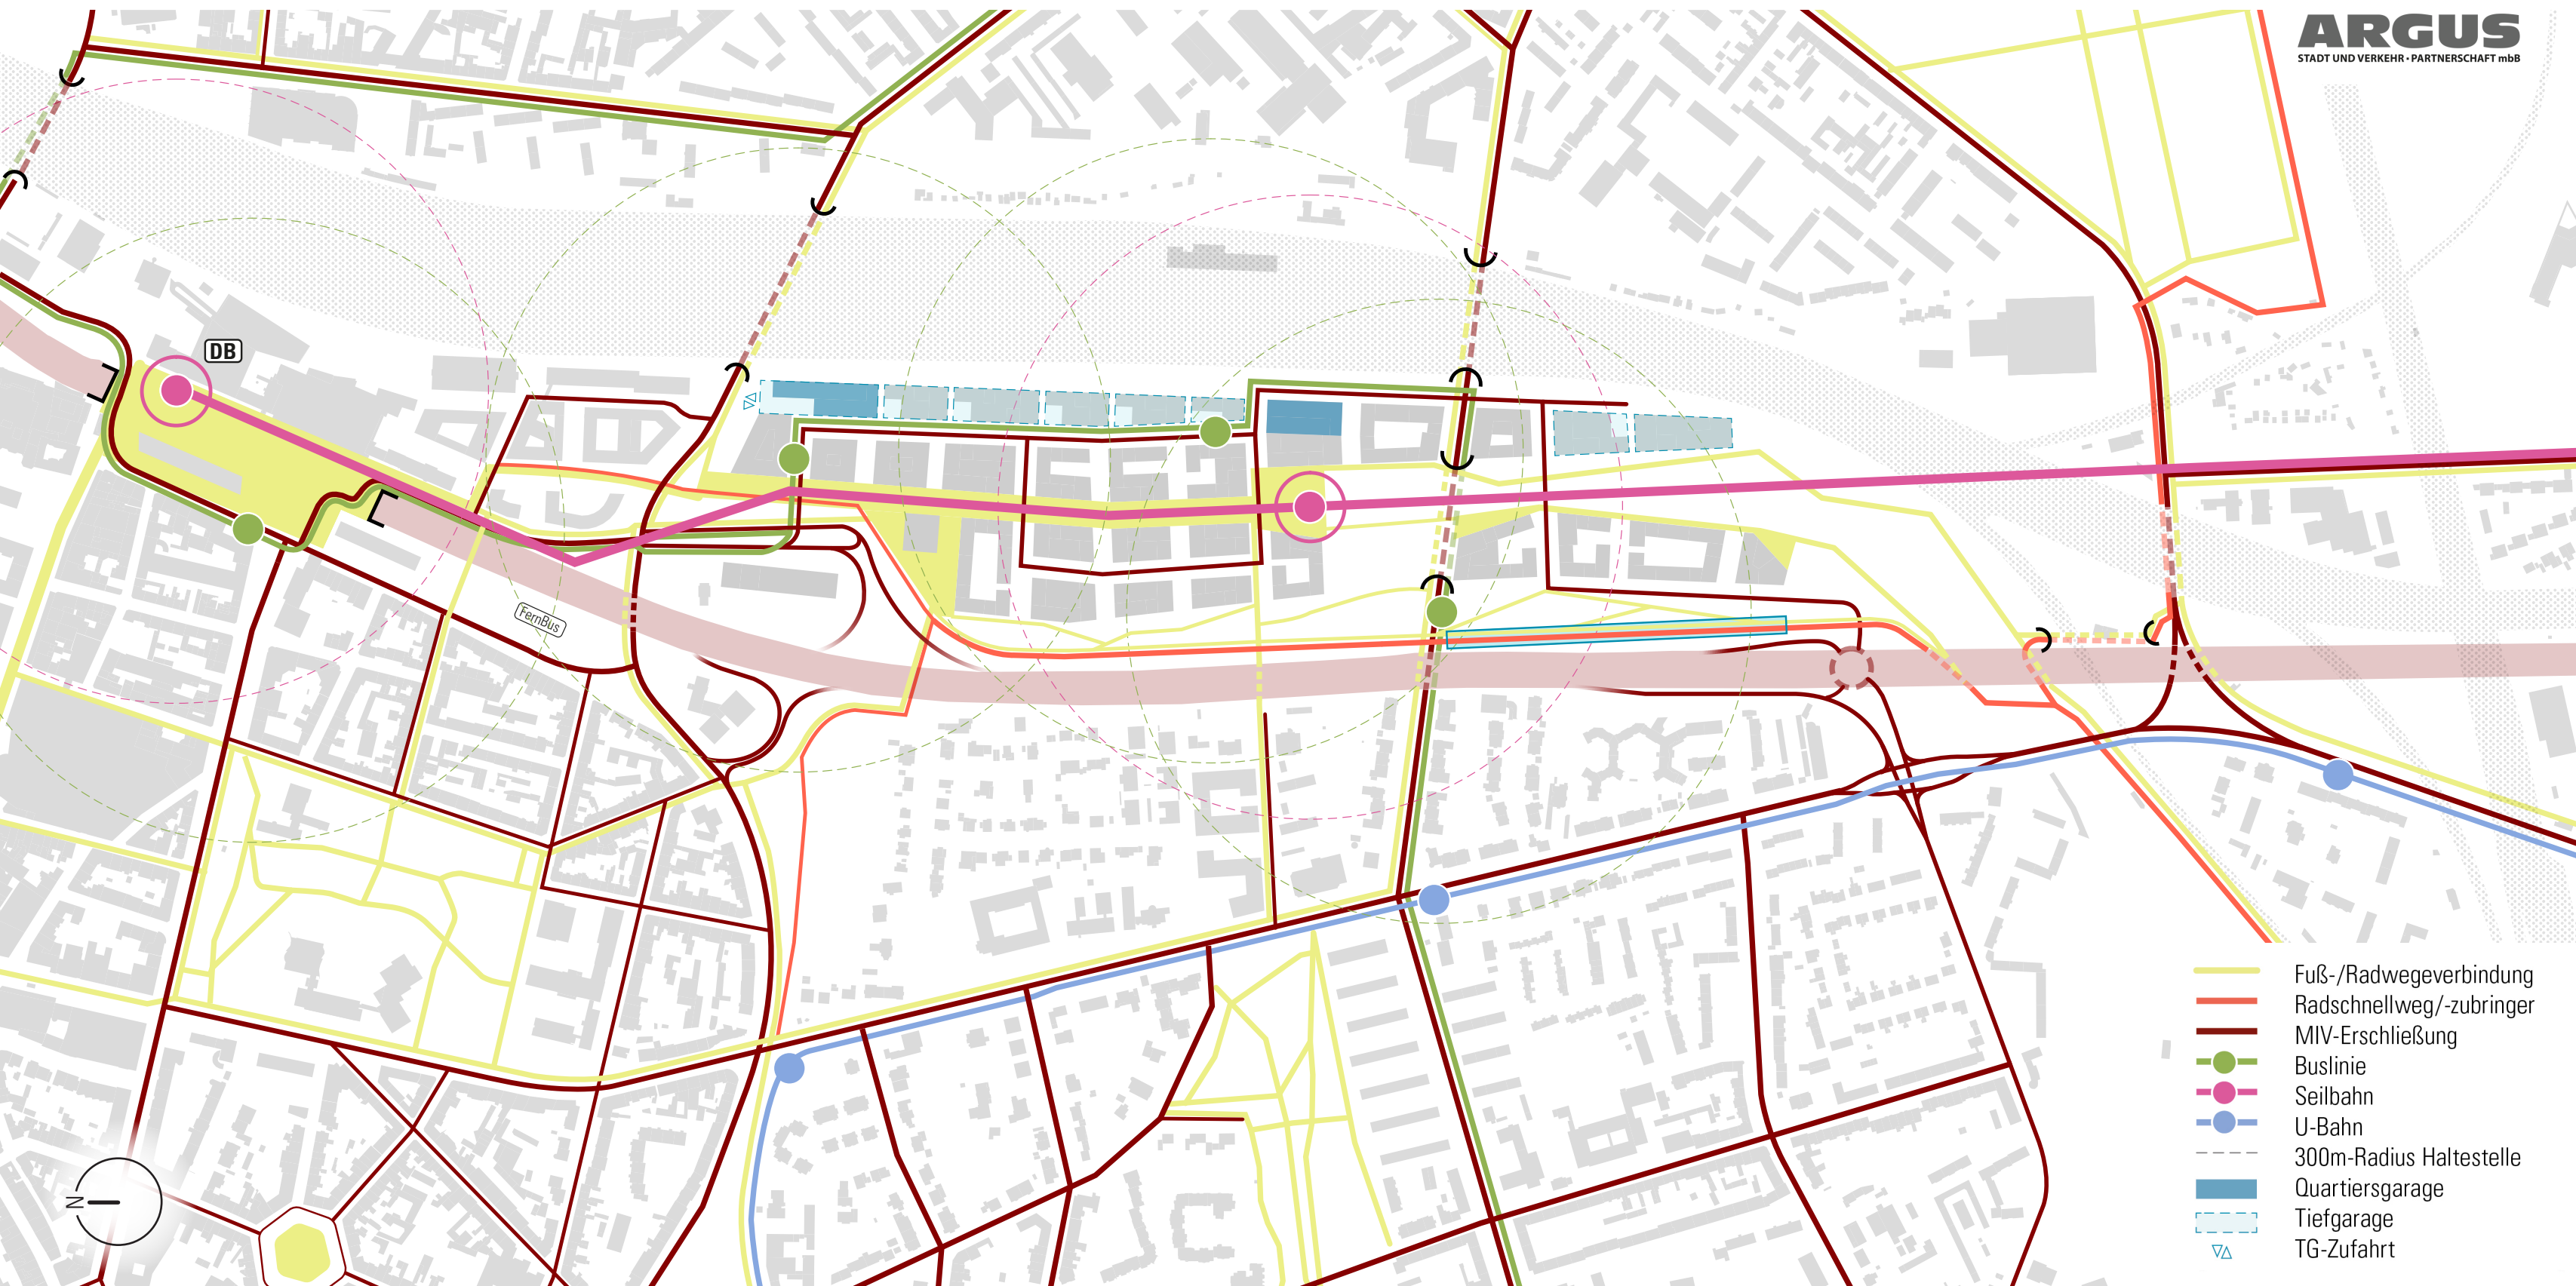 ARGUS
STADT UND VERKEHR • PARTNERSCHAFT mbB
DB
FernBus
Fuß-/Radwegeverbindung
Radschnellweg/-zubringer
MIV-Erschließung
Buslinie
Seilbahn
U-Bahn
300m-Radius Haltestelle
Quartiersgarage
Tiefgarage
TG-Zufahrt
N